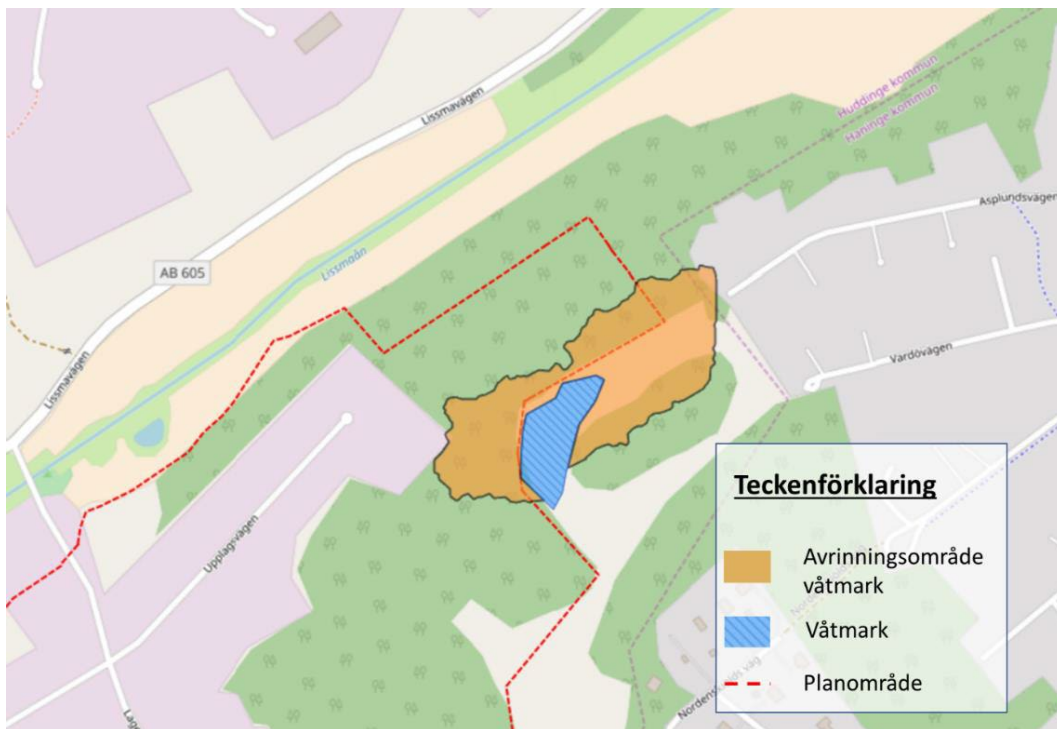 Lissmavägen
Huddinge kommun
Haninge kommun
Asplundsvägen
AB 605
Lissmaån
Lissmavägen
Vardövägen
Upplagsvägen
Teckenförklaring
Avrinningsområde
våtmark
Våtmark
Planområde